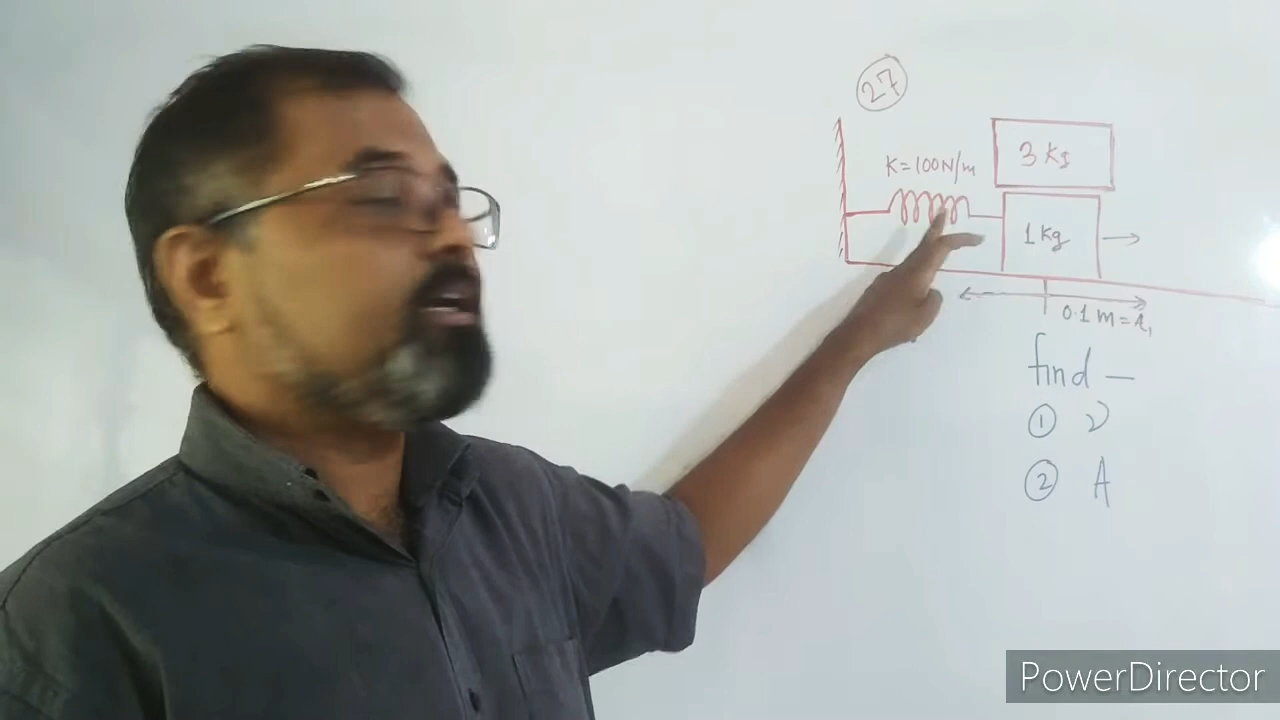 27
K=100N/m
3 Kg
1 Kg
0.1 m = A₁
find —
① ν
② A
PowerDirector